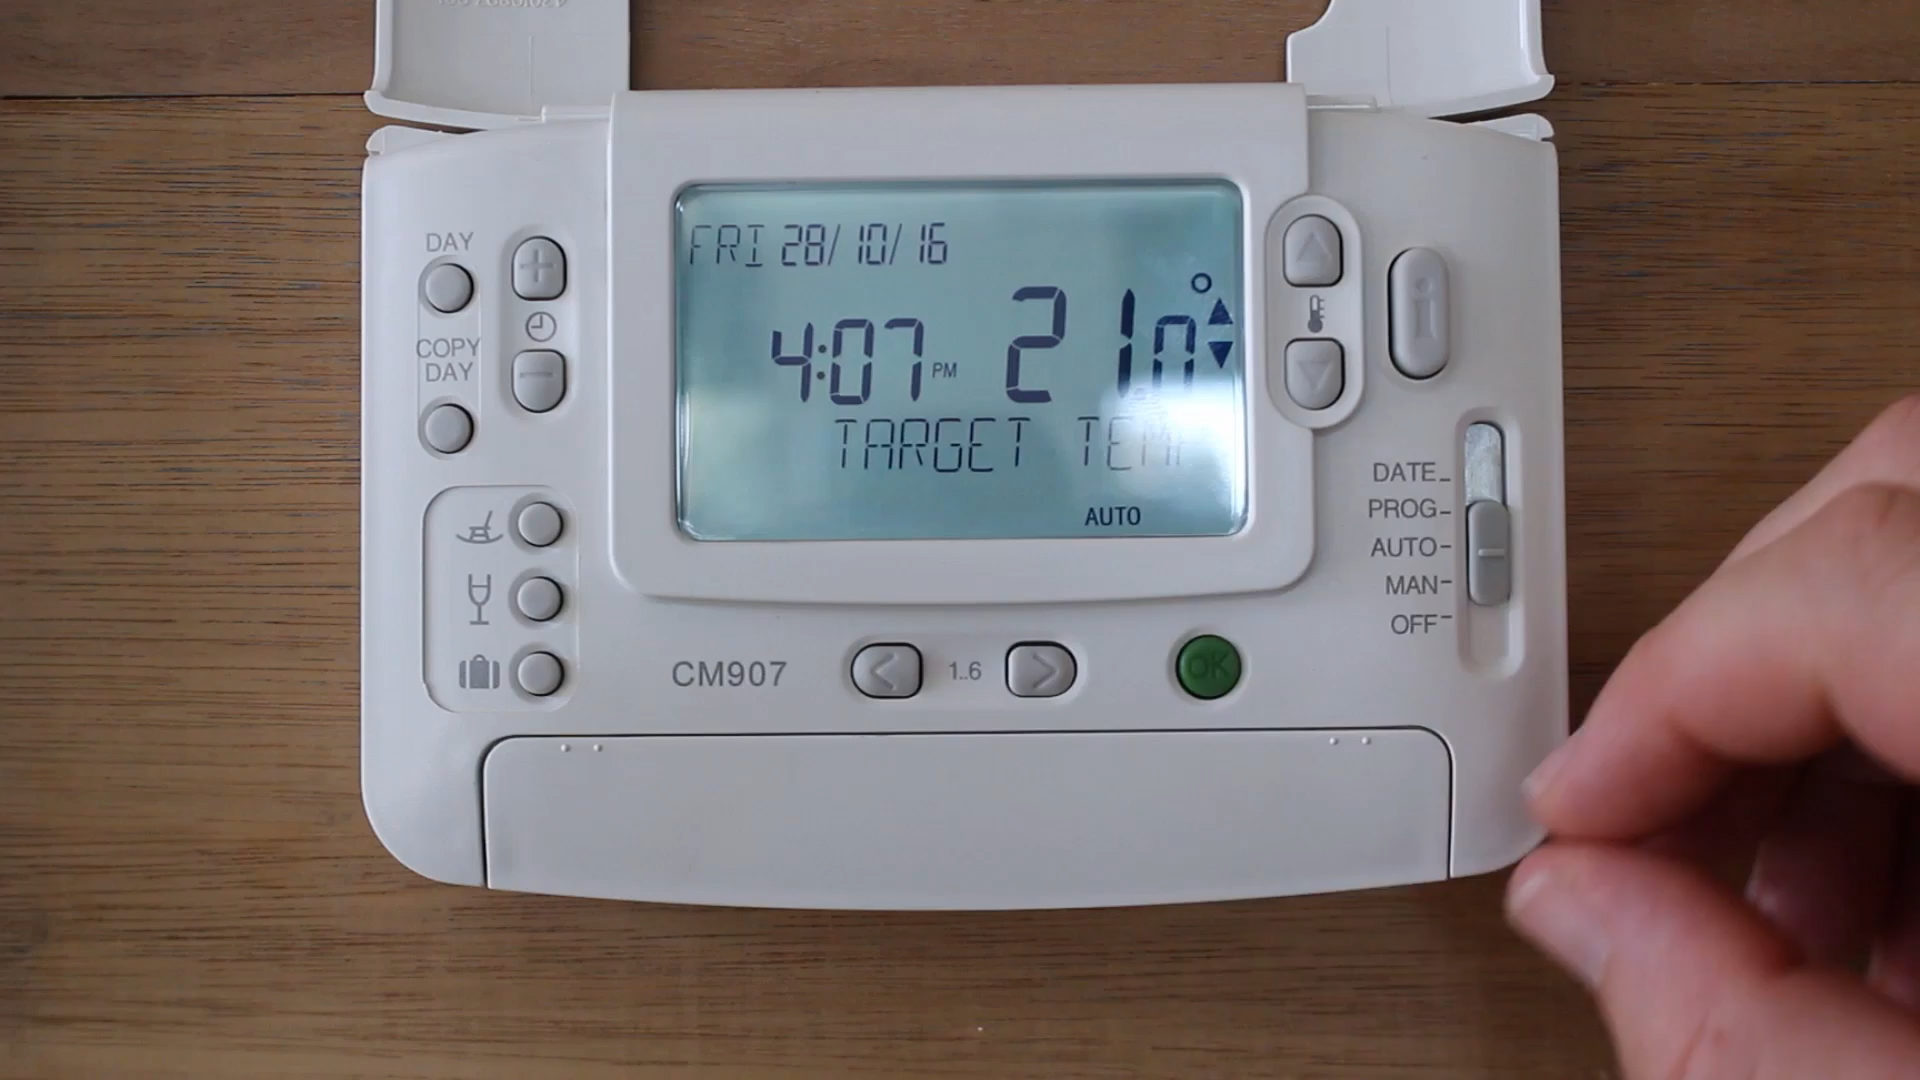 DAY
COPY
DAY
FRI 28/10/16
4:07 PM 21.0°
TARGET TEMP
AUTO
DATE
PROG
AUTO
MAN
OFF
CM907
< 1..6 >
OK
i